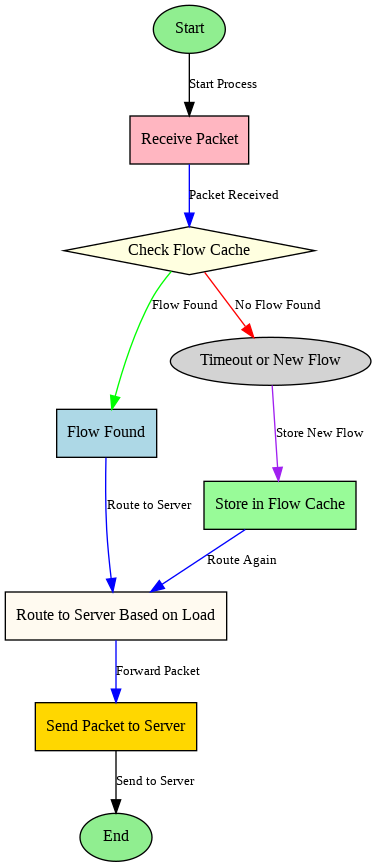 Start
Start Process
Receive Packet
Packet Received
Check Flow Cache
Flow Found
No Flow Found
Timeout or New Flow
Flow Found
Store New Flow
Store in Flow Cache
Route to Server
Route Again
Route to Server Based on Load
Forward Packet
Send Packet to Server
Send to Server
End